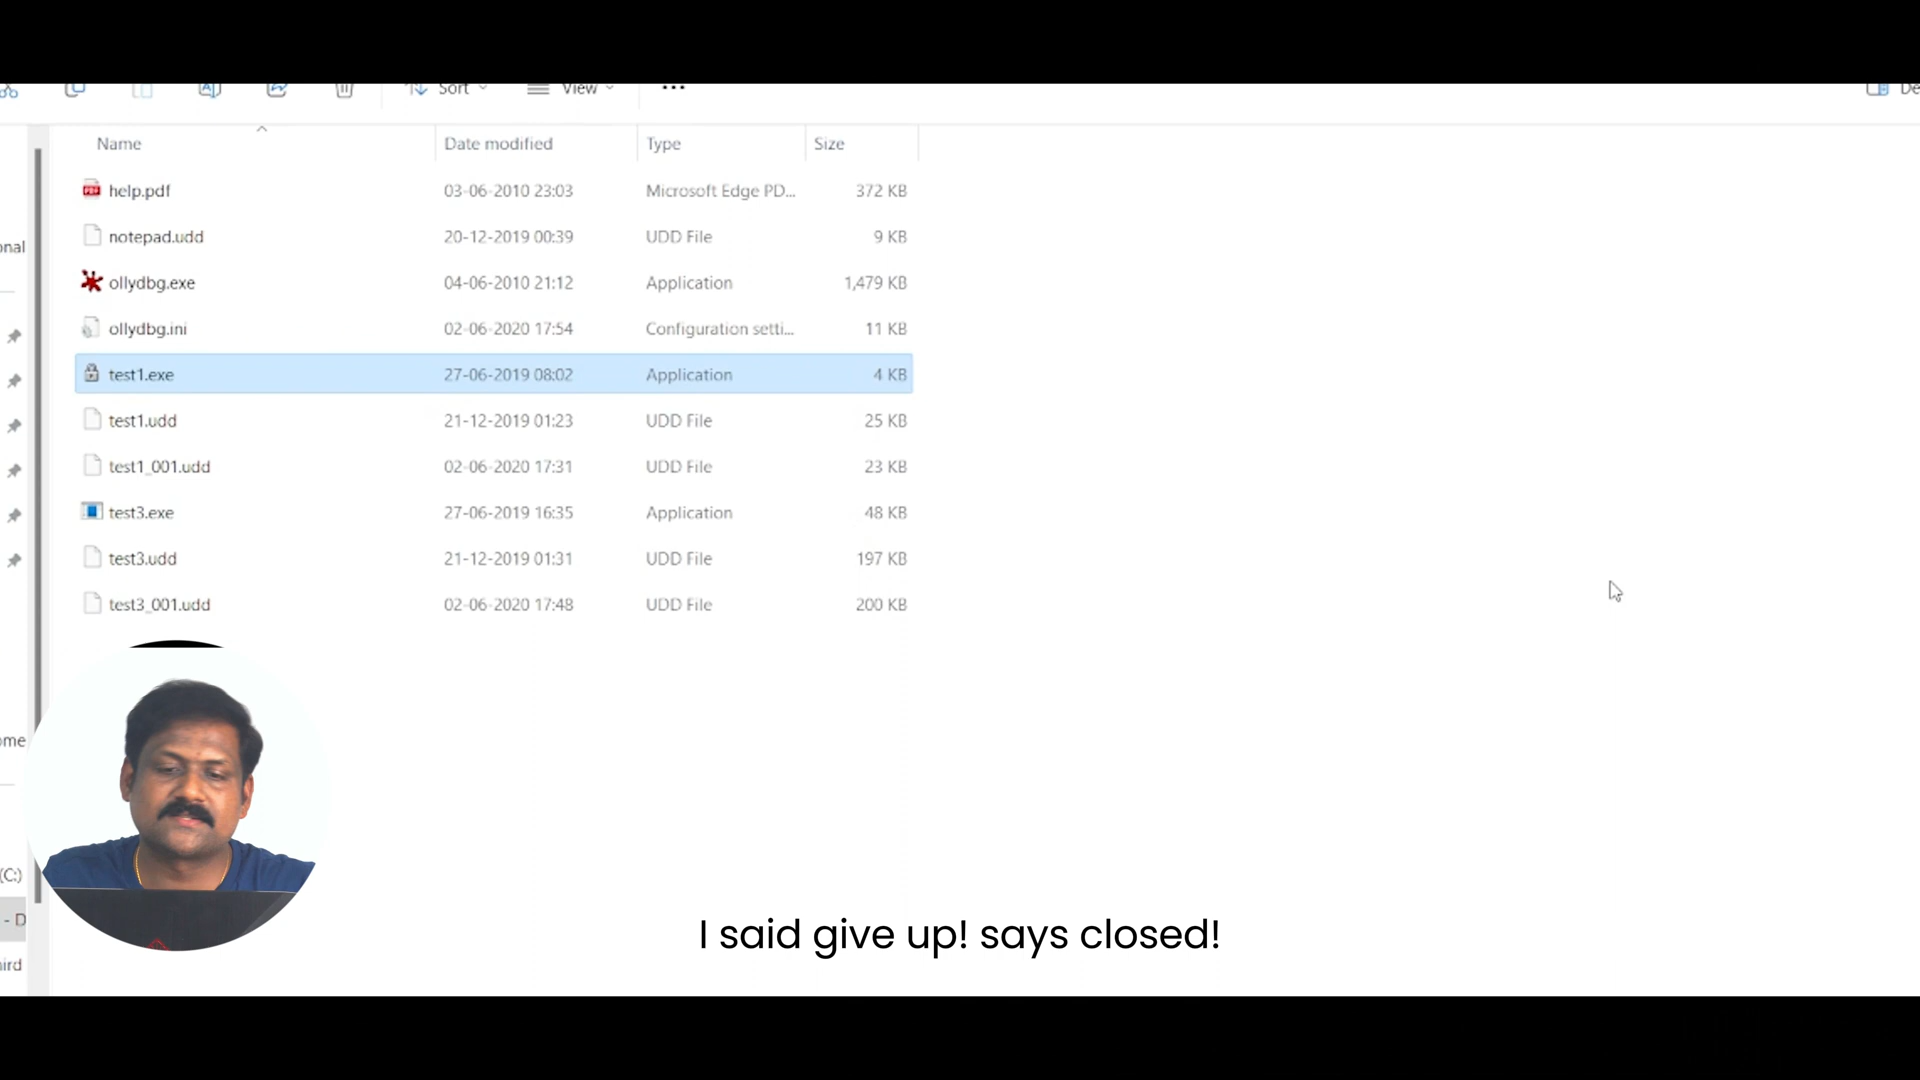 Sort View ...
Name Date modified Type Size
help.pdf 03-06-2010 23:03 Microsoft Edge PD... 372 KB
notepad.udd 20-12-2019 00:39 UDD File 9 KB
ollydbg.exe 04-06-2010 21:12 Application 1,479 KB
ollydbg.ini 02-06-2020 17:54 Configuration setti... 11 KB
test1.exe 27-06-2019 08:02 Application 4 KB
test1.udd 21-12-2019 01:23 UDD File 25 KB
test1_001.udd 02-06-2020 17:31 UDD File 23 KB
test3.exe 27-06-2019 16:35 Application 48 KB
test3.udd 21-12-2019 01:31 UDD File 197 KB
test3_001.udd 02-06-2020 17:48 UDD File 200 KB
(C:)
- D
I said give up! says closed!